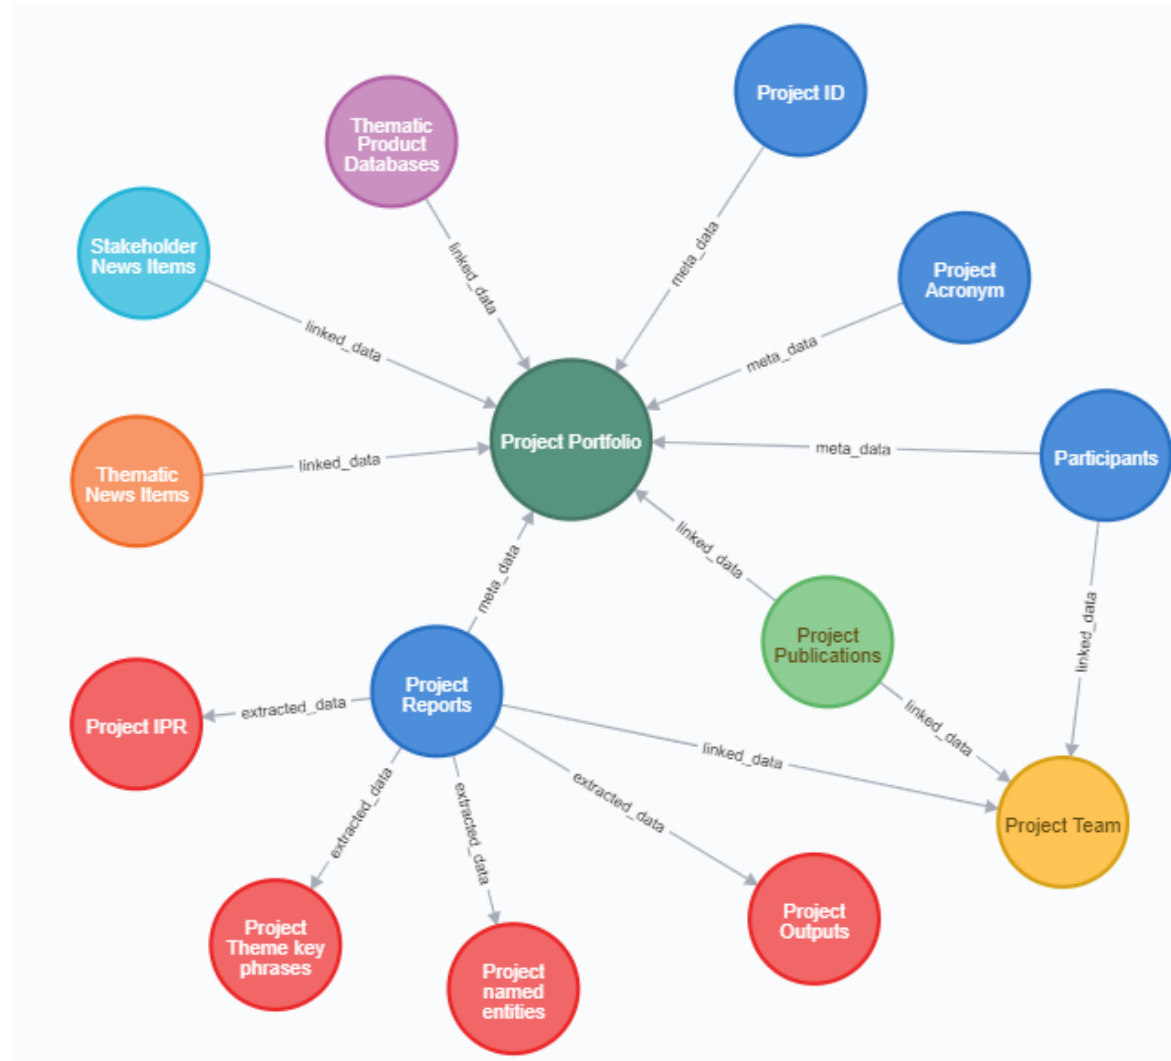 Project ID
Thematic
Product
Databases
Stakeholder
News Items
Project
Acronym
linked_data
meta_data
linked_data
meta_data
Project Portfolio
meta_data
Participants
Thematic
News Items
linked_data
linked_data
meta_data
Project
Publications
linked_data
Project
Reports
Project IPR
extracted_data
linked_data
linked_data
extracted_data
extracted_data
extracted_data
Project Team
Project
Outputs
Project
Theme key
phrases
Project
named
entities